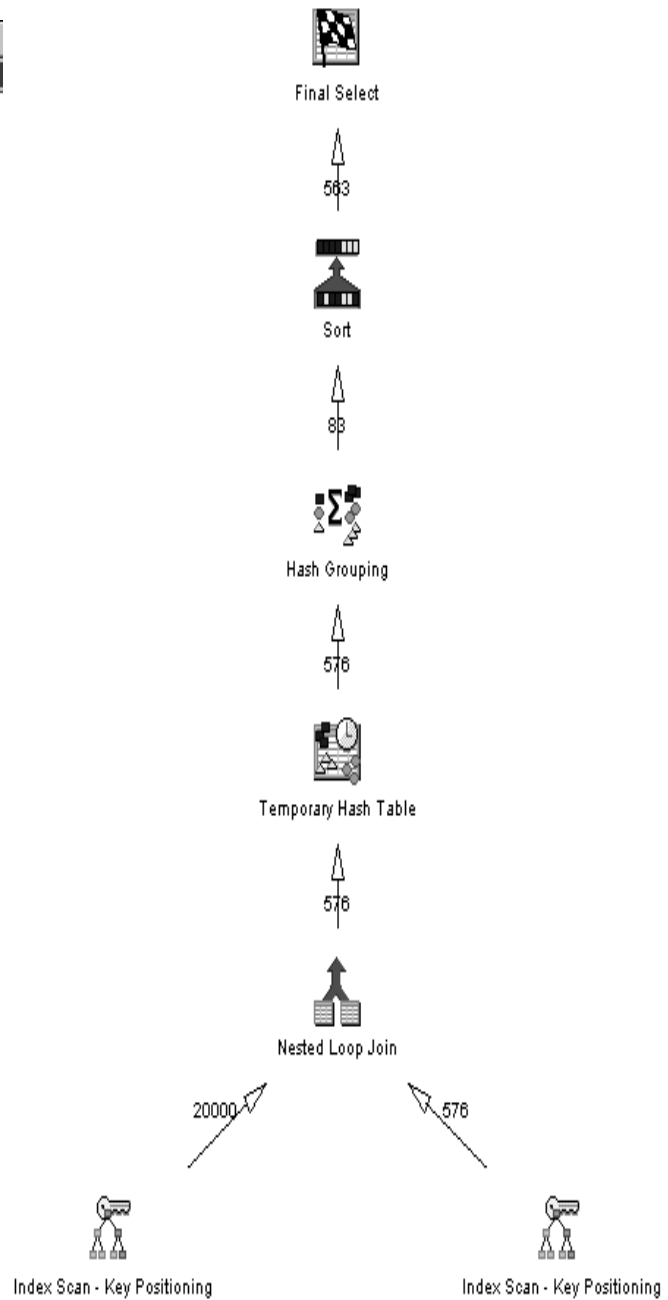 Final Select
563
Sort
83
Hash Grouping
576
Temporary Hash Table
576
Nested Loop Join
20000
576
Index Scan - Key Positioning
Index Scan - Key Positioning